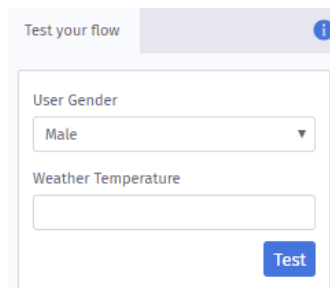 Test your flow
i
User Gender
Male
Weather Temperature
Test